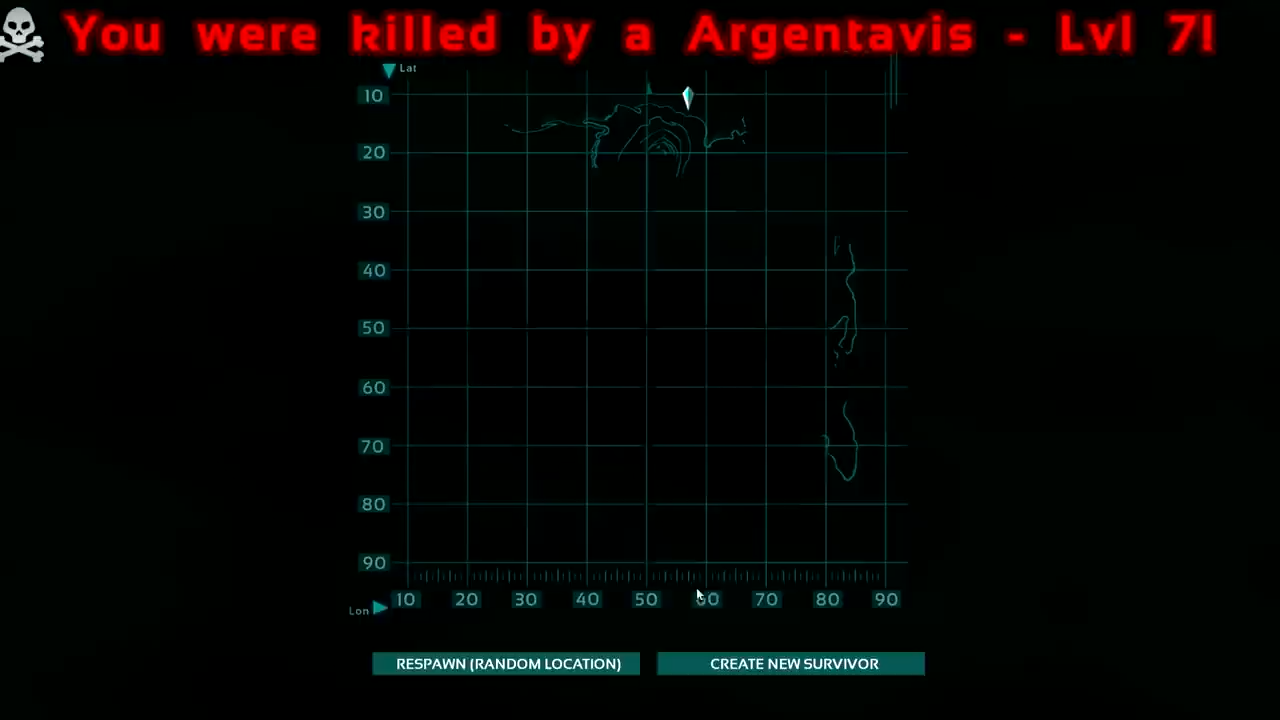 You were killed by a Argentavis - Lvl 7!
Lat
10
20
30
40
50
60
70
80
90
Lon
10 20 30 40 50 60 70 80 90
RESPAWN (RANDOM LOCATION)
CREATE NEW SURVIVOR